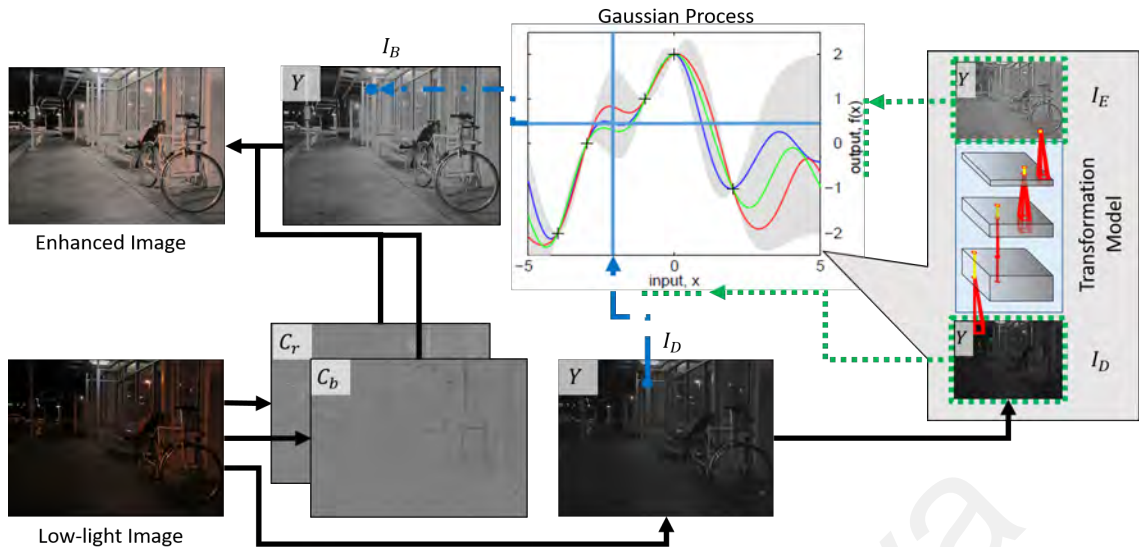 Gaussian Process
I_B
Y
2
1
0
−1
−2
output, f(x)
−5
0
5
input, x
Y
I_E
Transformation
Model
Y
I_D
Enhanced Image
C_r
C_b
I_D
Y
Low-light Image